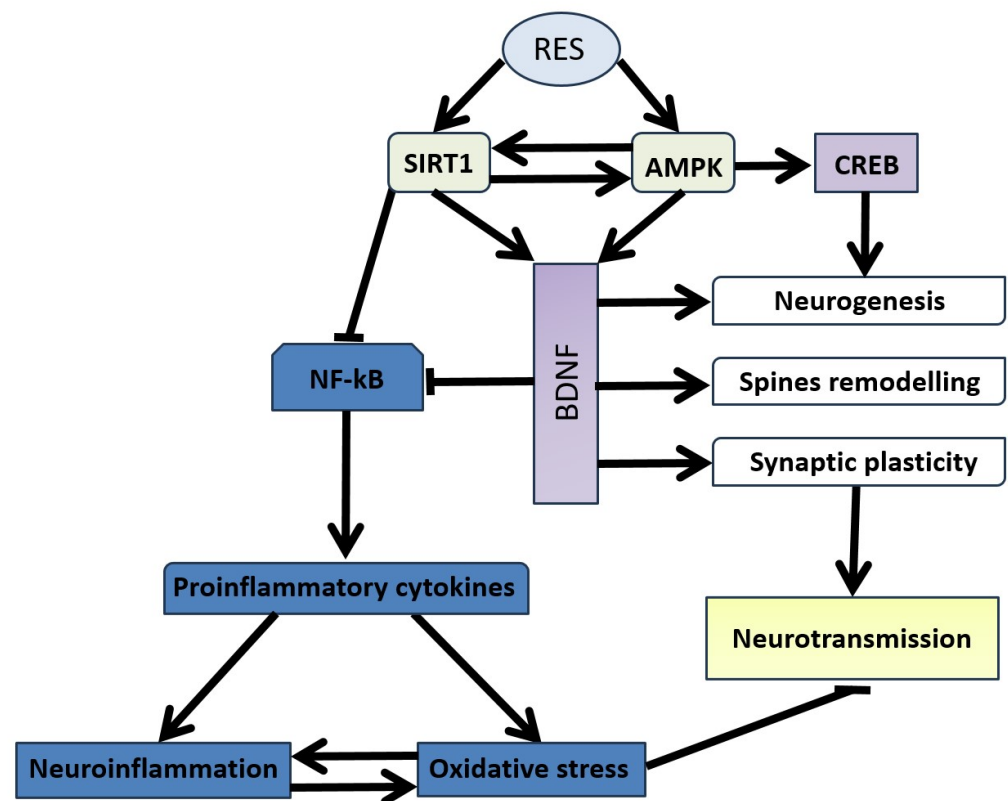 RES
SIRT1
AMPK
CREB
BDNF
Neurogenesis
NF-kB
Spines remodelling
Synaptic plasticity
Proinflammatory cytokines
Neurotransmission
Neuroinflammation
Oxidative stress